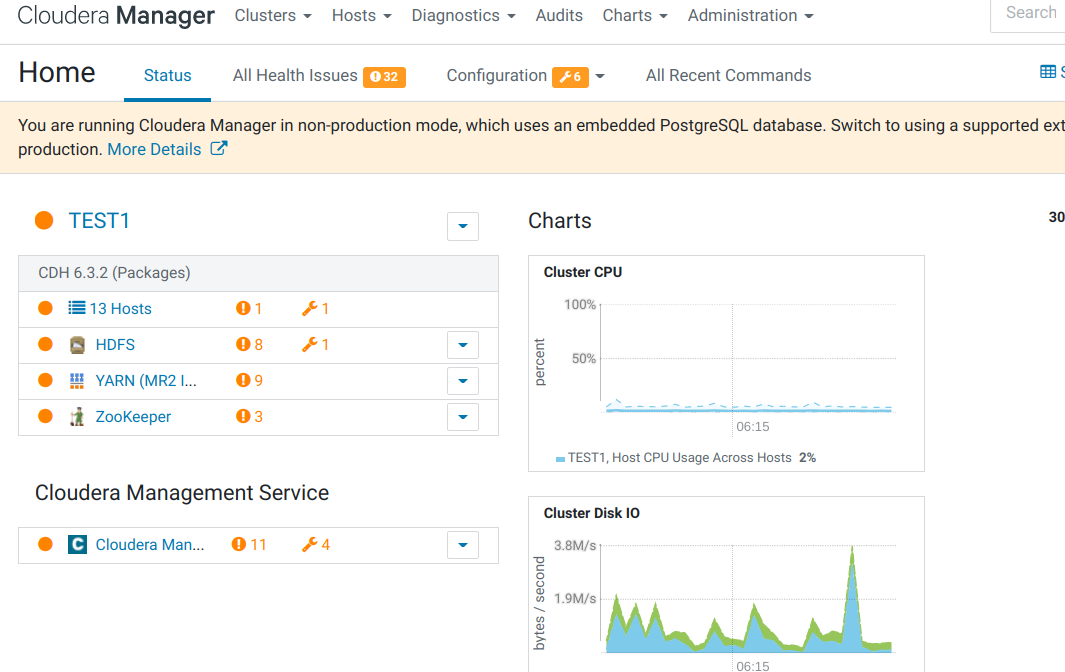 Cloudera Manager Clusters Hosts Diagnostics Audits Charts Administration Search
Home Status All Health Issues 32 Configuration 6 All Recent Commands
You are running Cloudera Manager in non-production mode, which uses an embedded PostgreSQL database. Switch to using a supported ext
production. More Details
TEST1
CDH 6.3.2 (Packages)
13 Hosts 1 1
HDFS 8 1
YARN (MR2 I... 9
ZooKeeper 3
Cloudera Management Service
Cloudera Man... 11 4
Charts 30
Cluster CPU
percent
100%
50%
06:15
TEST1, Host CPU Usage Across Hosts 2%
Cluster Disk IO
bytes / second
3.8M/s
1.9M/s
06:15